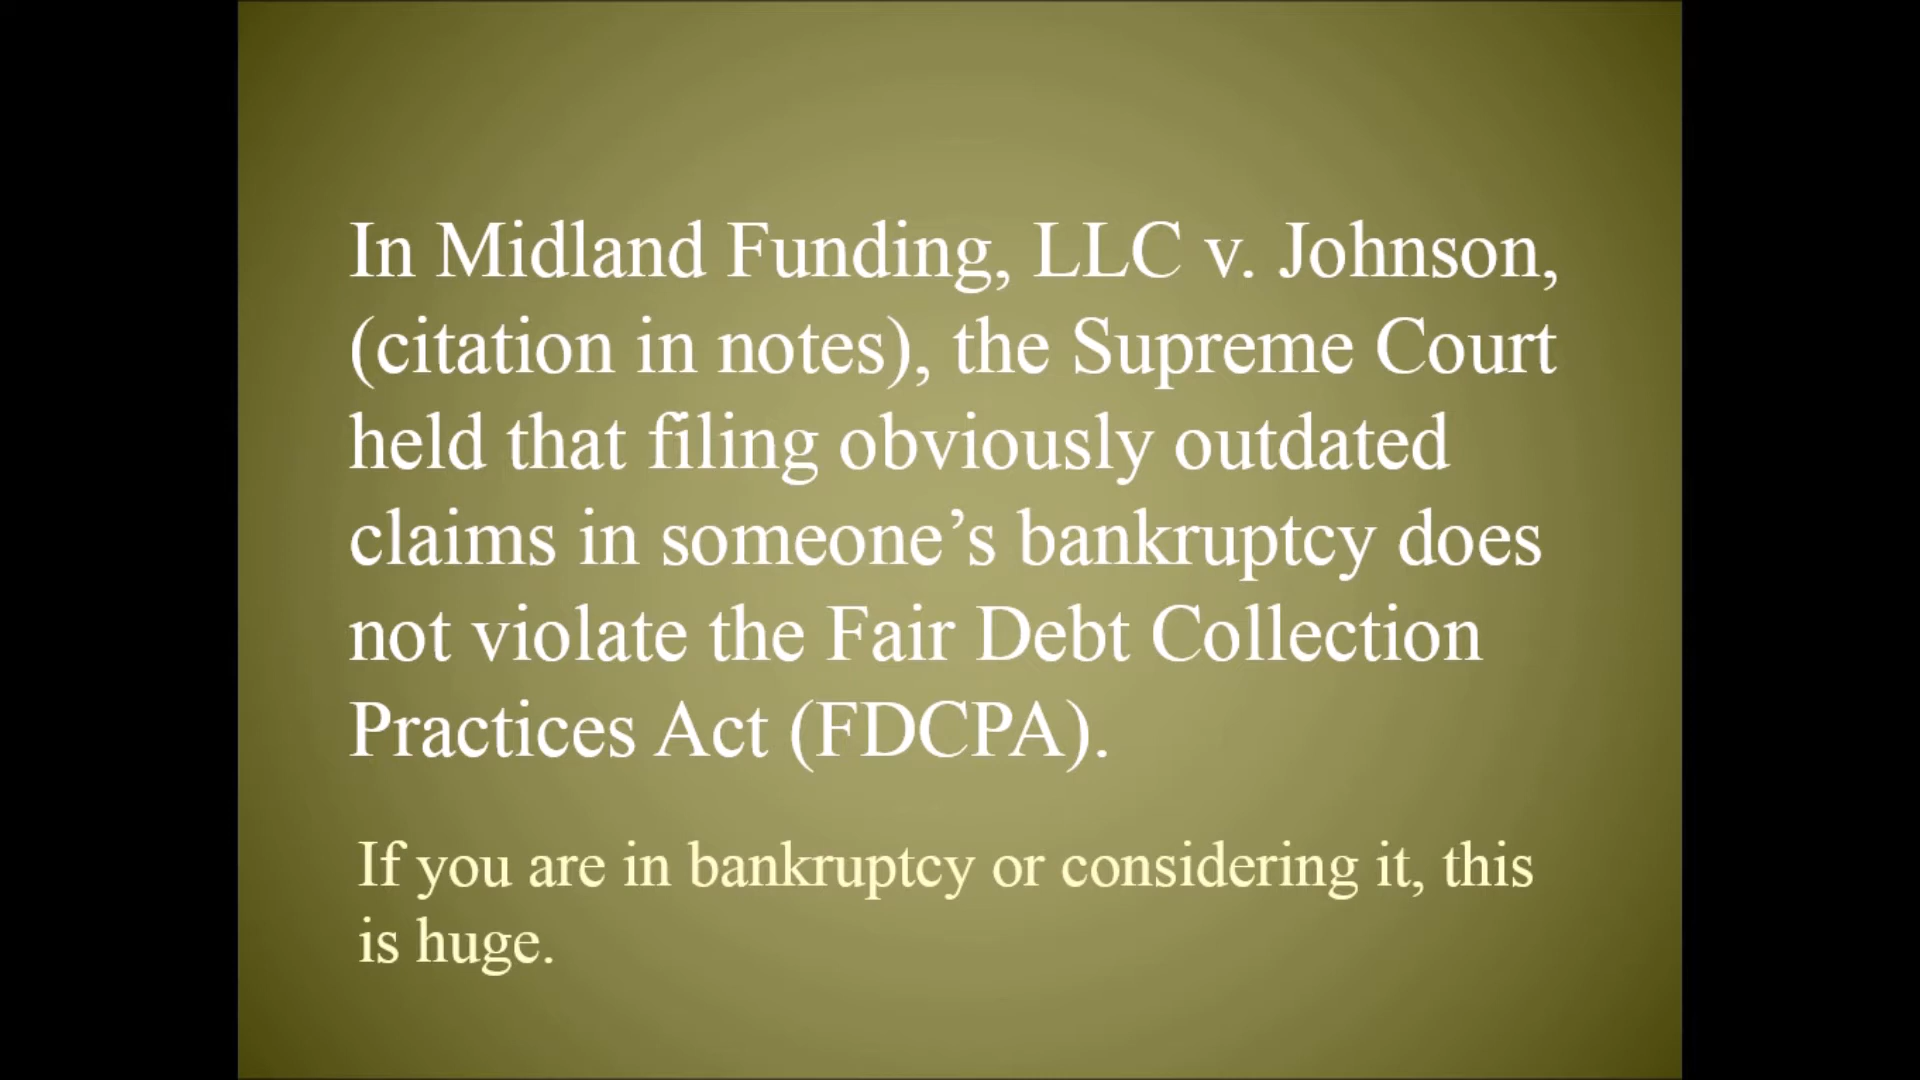 In Midland Funding, LLC v. Johnson,
(citation in notes), the Supreme Court
held that filing obviously outdated
claims in someone’s bankruptcy does
not violate the Fair Debt Collection
Practices Act (FDCPA).
If you are in bankruptcy or considering it, this
is huge.